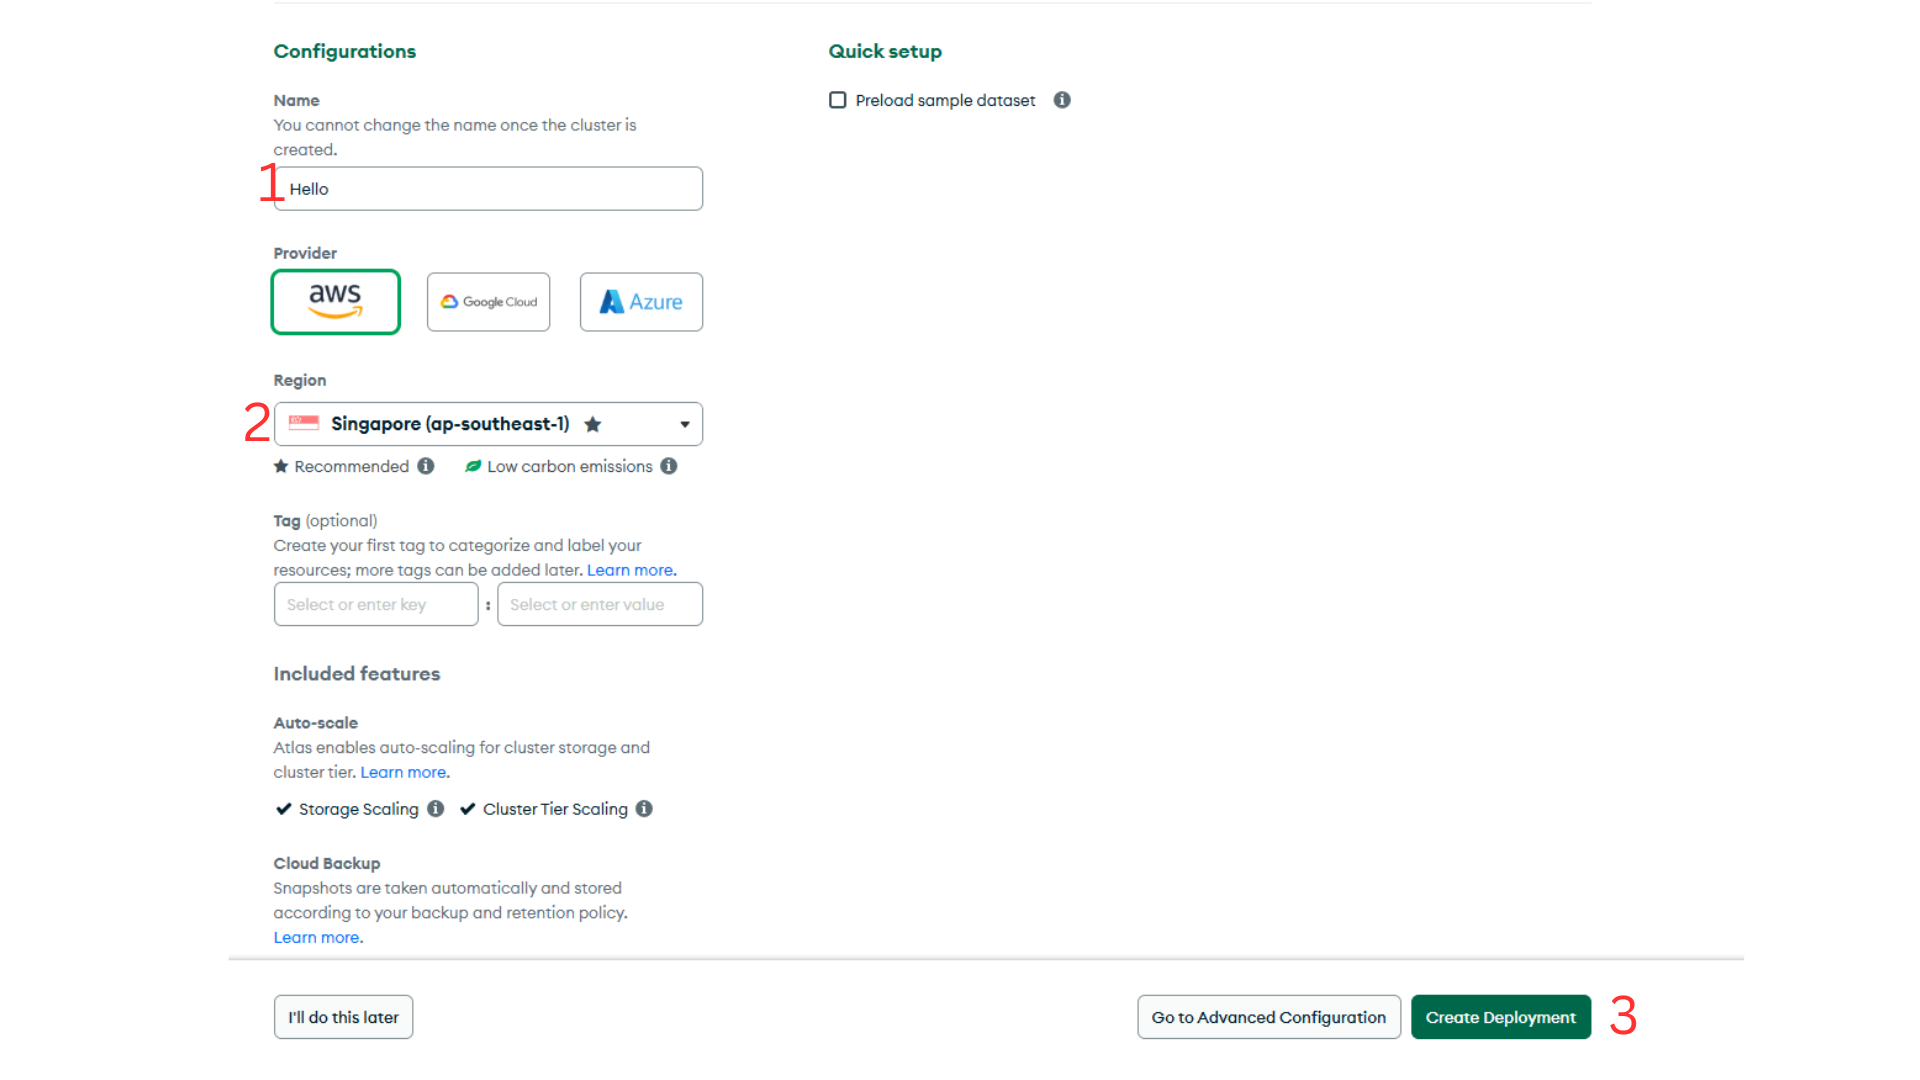 Configurations
Name
You cannot change the name once the cluster is
created.
1 Hello
Provider
aws
Google Cloud
Azure
Region
2 Singapore (ap-southeast-1)
Recommended
Low carbon emissions
Tag (optional)
Create your first tag to categorize and label your
resources; more tags can be added later. Learn more.
Select or enter key : Select or enter value
Included features
Auto-scale
Atlas enables auto-scaling for cluster storage and
cluster tier. Learn more.
Storage Scaling
Cluster Tier Scaling
Cloud Backup
Snapshots are taken automatically and stored
according to your backup and retention policy.
Learn more.
Quick setup
Preload sample dataset
I'll do this later
Go to Advanced Configuration
Create Deployment 3